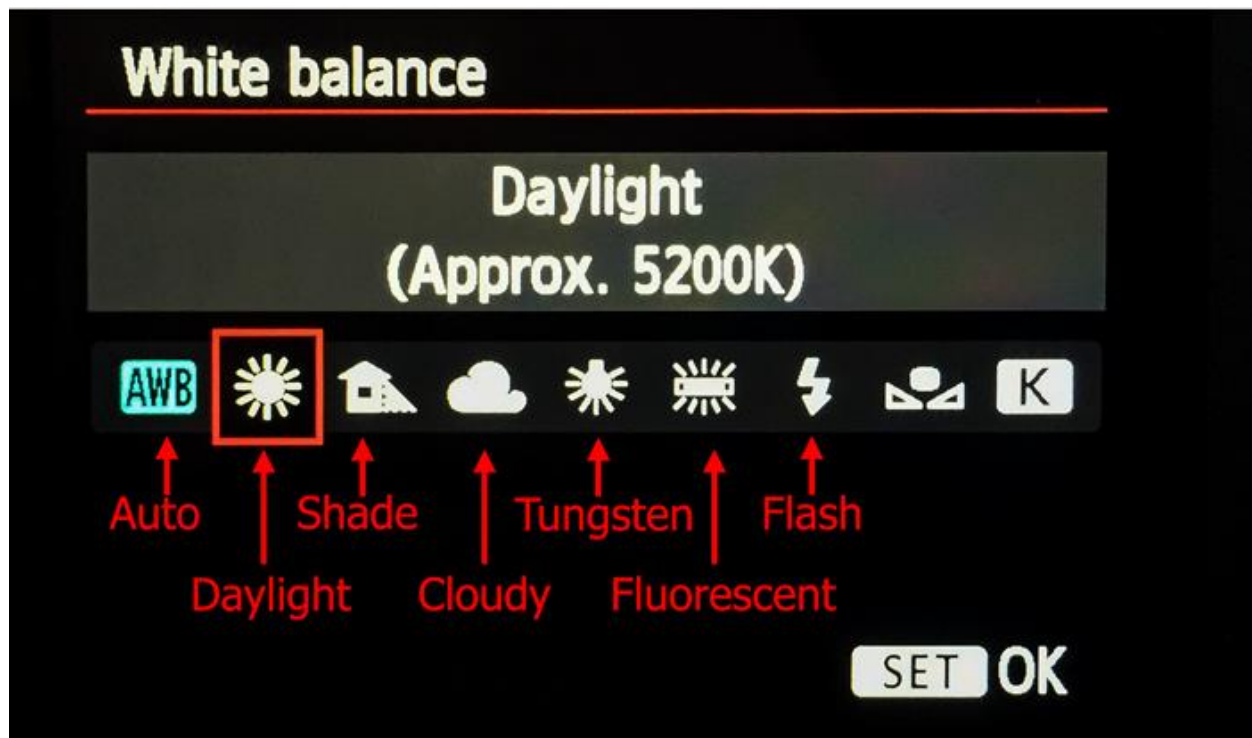 White balance
Daylight
(Approx. 5200K)
AWB K
Auto Shade Tungsten Flash
Daylight Cloudy Fluorescent
SET OK